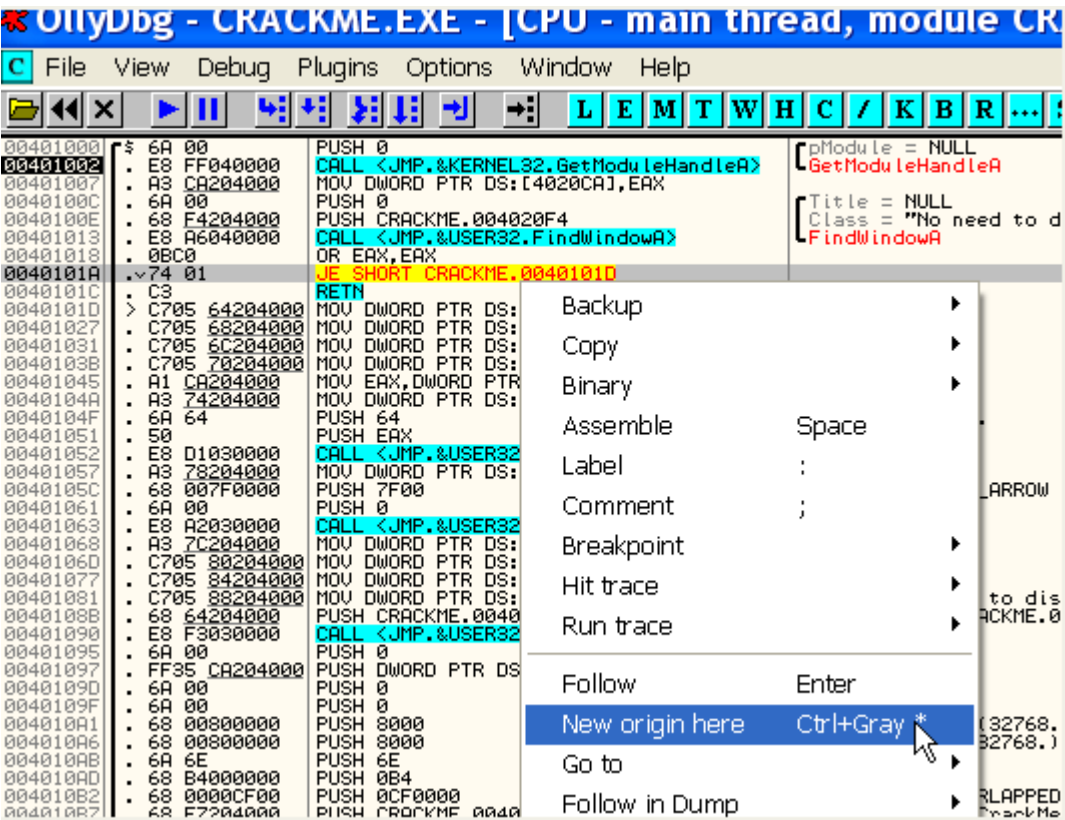 OllyDbg - CRACKME.EXE - [CPU - main thread, module CR
C File View Debug Plugins Options Window Help
L E M T W H C / K B R ...
00401000 $ 6A 00 PUSH 0 pModule = NULL
00401002 . E8 FF040000 CALL <JMP.&KERNEL32.GetModuleHandleA> GetModuleHandleA
00401007 . A3 CA204000 MOV DWORD PTR DS:[4020CA],EAX
0040100C . 6A 00 PUSH 0 Title = NULL
0040100E . 68 F4204000 PUSH CRACKME.004020F4 Class = "No need to d
00401013 . E8 A6040000 CALL <JMP.&USER32.FindWindowA> FindWindowA
00401018 . 0BC0 OR EAX,EAX
0040101A . 74 01 JE SHORT CRACKME.0040101D
0040101C . C3 RETN
0040101D > C705 64204000 MOV DWORD PTR DS:
00401027 . C705 68204000 MOV DWORD PTR DS:
00401031 . C705 6C204000 MOV DWORD PTR DS:
0040103B . C705 70204000 MOV DWORD PTR DS:
00401045 . A1 CA204000 MOV EAX,DWORD PTR
0040104A . A3 74204000 MOV DWORD PTR DS:
0040104F . 6A 64 PUSH 64
00401051 . 50 PUSH EAX
00401052 . E8 D1030000 CALL <JMP.&USER32
00401057 . A3 78204000 MOV DWORD PTR DS:
0040105C . 68 007F0000 PUSH 7F00 _ARROW
00401061 . 6A 00 PUSH 0
00401063 . E8 A2030000 CALL <JMP.&USER32
00401068 . A3 7C204000 MOV DWORD PTR DS:
0040106D . C705 80204000 MOV DWORD PTR DS:
00401077 . C705 84204000 MOV DWORD PTR DS:
00401081 . C705 88204000 MOV DWORD PTR DS: to dis
0040108B . 68 64204000 PUSH CRACKME.0040 ACKME.0
00401090 . E8 F3030000 CALL <JMP.&USER32
00401095 . 6A 00 PUSH 0
00401097 . FF35 CA204000 PUSH DWORD PTR DS
0040109D . 6A 00 PUSH 0
0040109F . 6A 00 PUSH 0
004010A1 . 68 00800000 PUSH 8000 (32768.
004010A6 . 68 00800000 PUSH 8000 32768.)
004010AB . 6A 6E PUSH 6E
004010AD . 68 B4000000 PUSH 0B4
004010B2 . 68 0000CF00 PUSH 0CF0000 RLAPPED
004010B7 . 68 E7204000 PUSH CRACKME.0040 CrackMe
Backup
Copy
Binary
Assemble Space
Label :
Comment ;
Breakpoint
Hit trace
Run trace
Follow Enter
New origin here Ctrl+Gray *
Go to
Follow in Dump